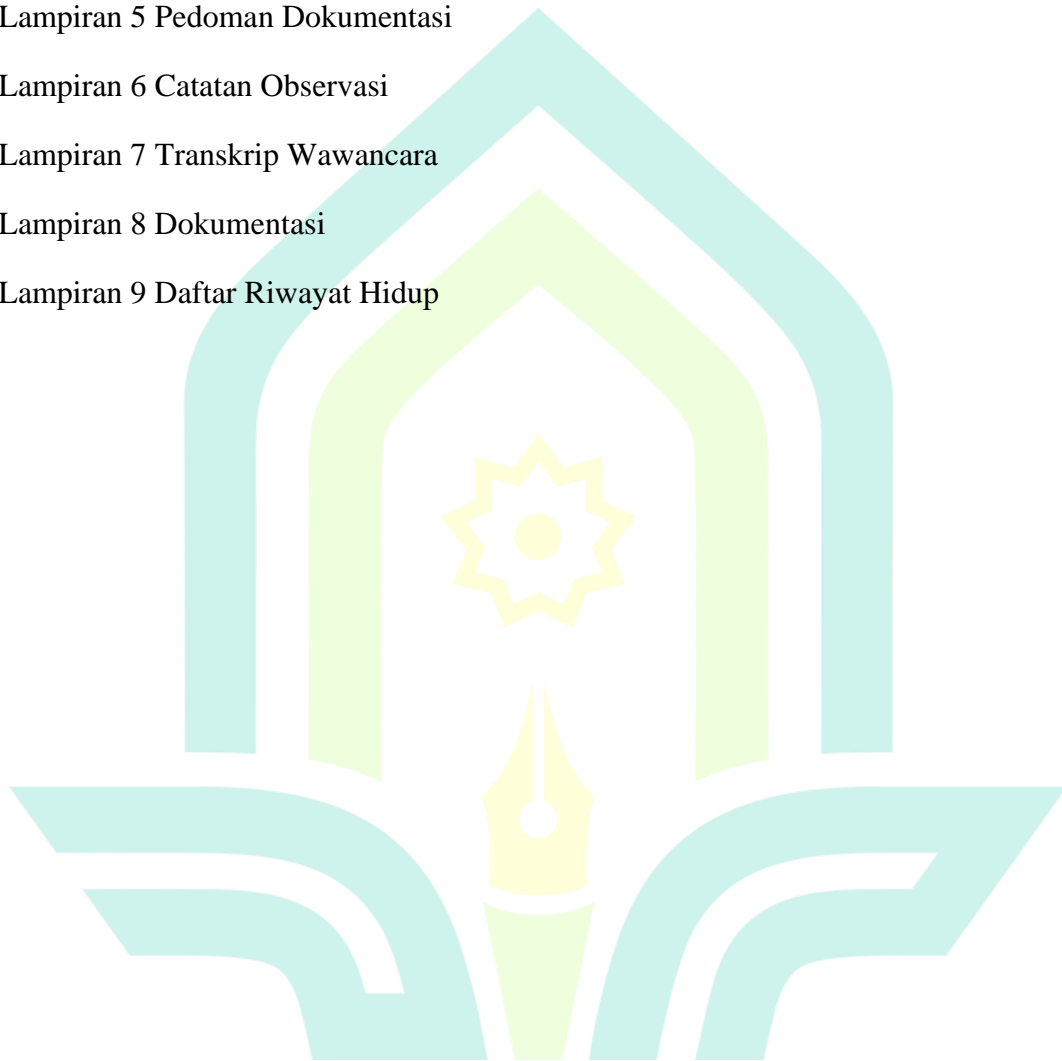 Lampiran 5 Pedoman Dokumentasi
Lampiran 6 Catatan Observasi
Lampiran 7 Transkrip Wawancara
Lampiran 8 Dokumentasi
Lampiran 9 Daftar Riwayat Hidup